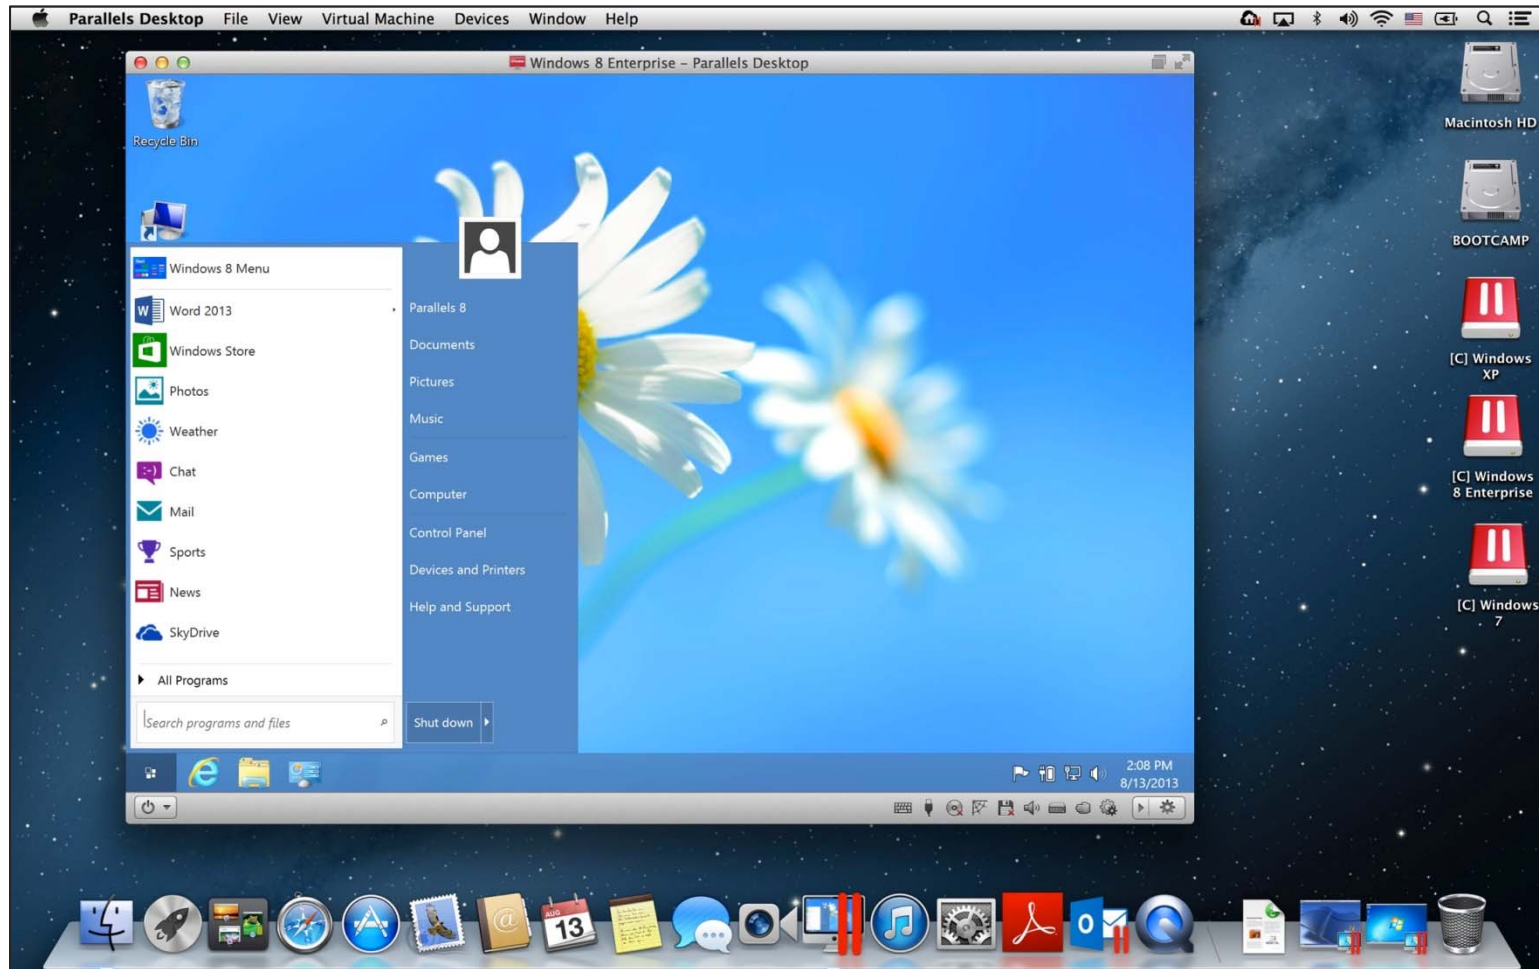 Parallels Desktop File View Virtual Machine Devices Window Help
Windows 8 Enterprise – Parallels Desktop
Recycle Bin
Windows 8 Menu
Word 2013
Windows Store
Photos
Weather
Chat
Mail
Sports
News
SkyDrive
All Programs
Search programs and files
Parallels 8
Documents
Pictures
Music
Games
Computer
Control Panel
Devices and Printers
Help and Support
Shut down
2:08 PM
8/13/2013
Macintosh HD
BOOTCAMP
[C] Windows
XP
[C] Windows
8 Enterprise
[C] Windows
7
AUG
13